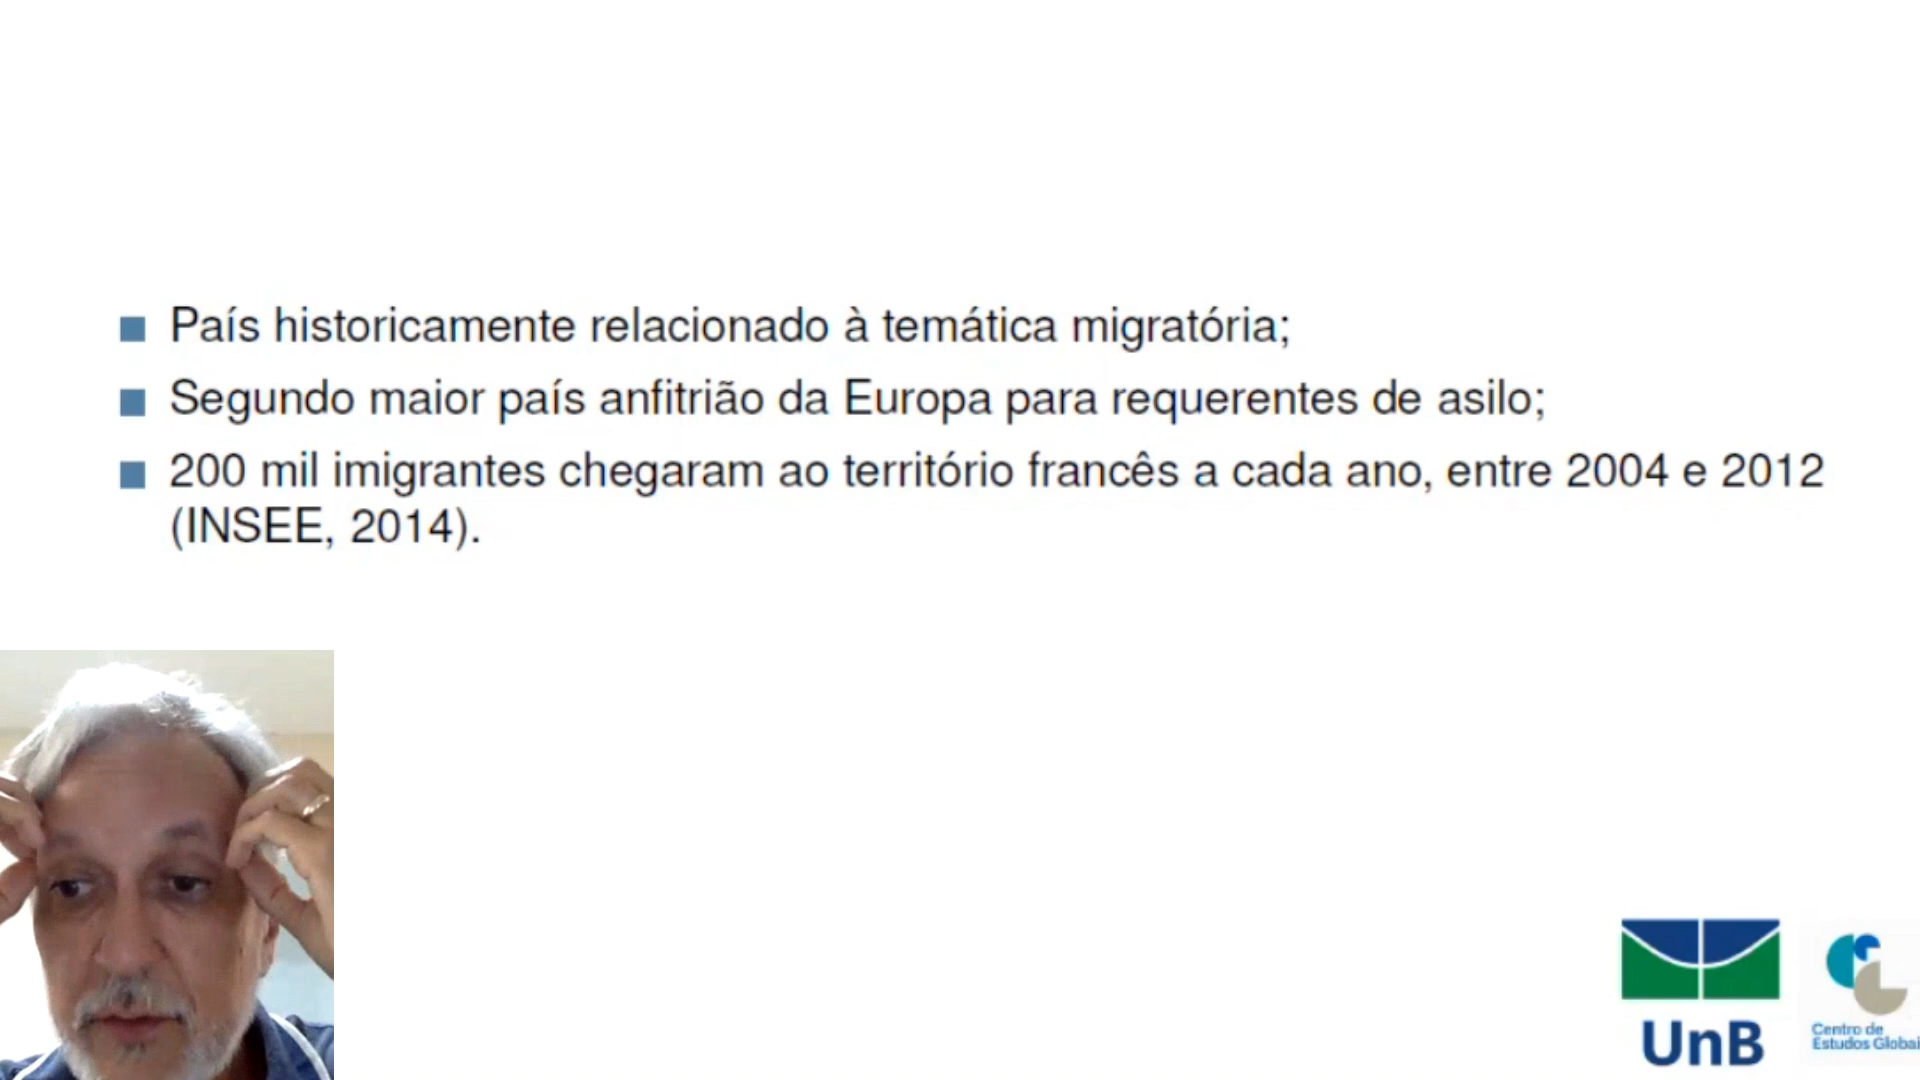 País historicamente relacionado à temática migratória;
Segundo maior país anfitrião da Europa para requerentes de asilo;
200 mil imigrantes chegaram ao território francês a cada ano, entre 2004 e 2012
(INSEE, 2014).
UnB
Centro de
Estudos Globai